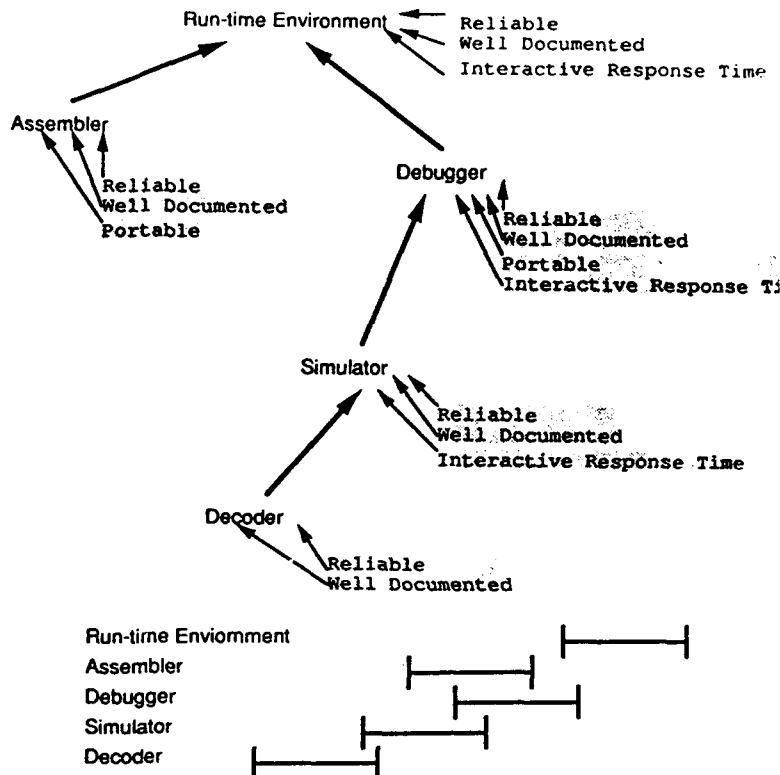 Run-time Environment
Reliable
Well Documented
Interactive Response Time
Assembler
Reliable
Well Documented
Portable
Debugger
Reliable
Well Documented
Portable
Interactive Response Ti
Simulator
Reliable
Well Documented
Interactive Response Time
Decoder
Reliable
Well Documented
Run-time Enviornment
Assembler
Debugger
Simulator
Decoder